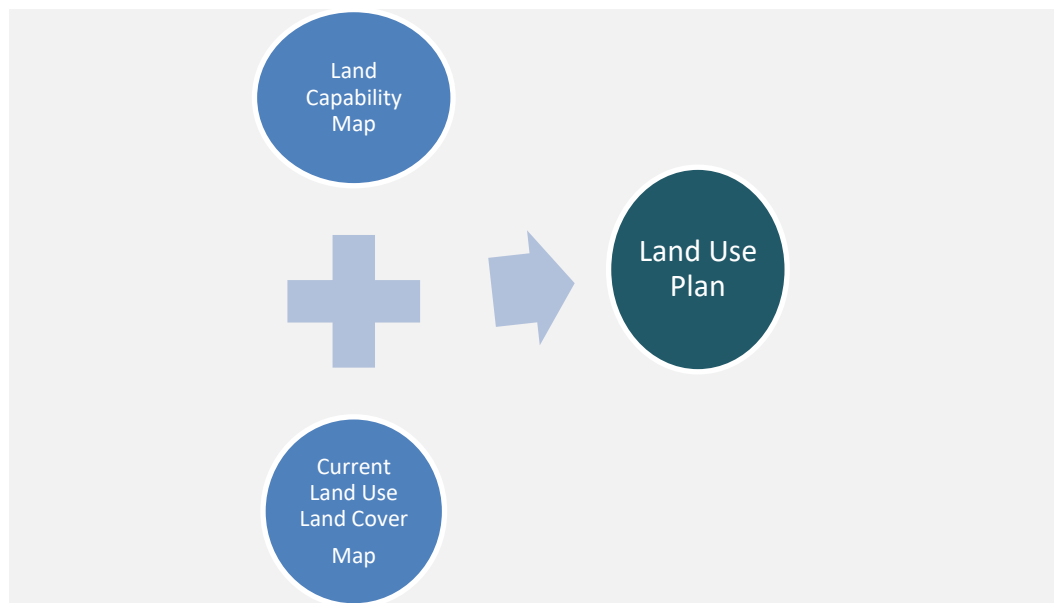 Land
Capability
Map
Land Use
Plan
Current
Land Use
Land Cover
Map